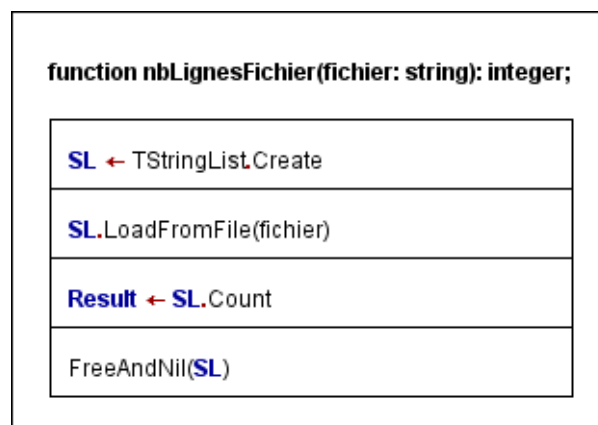 function nbLignesFichier(fichier: string): integer;
SL ← TStringList.Create
SL.LoadFromFile(fichier)
Result ← SL.Count
FreeAndNil(SL)